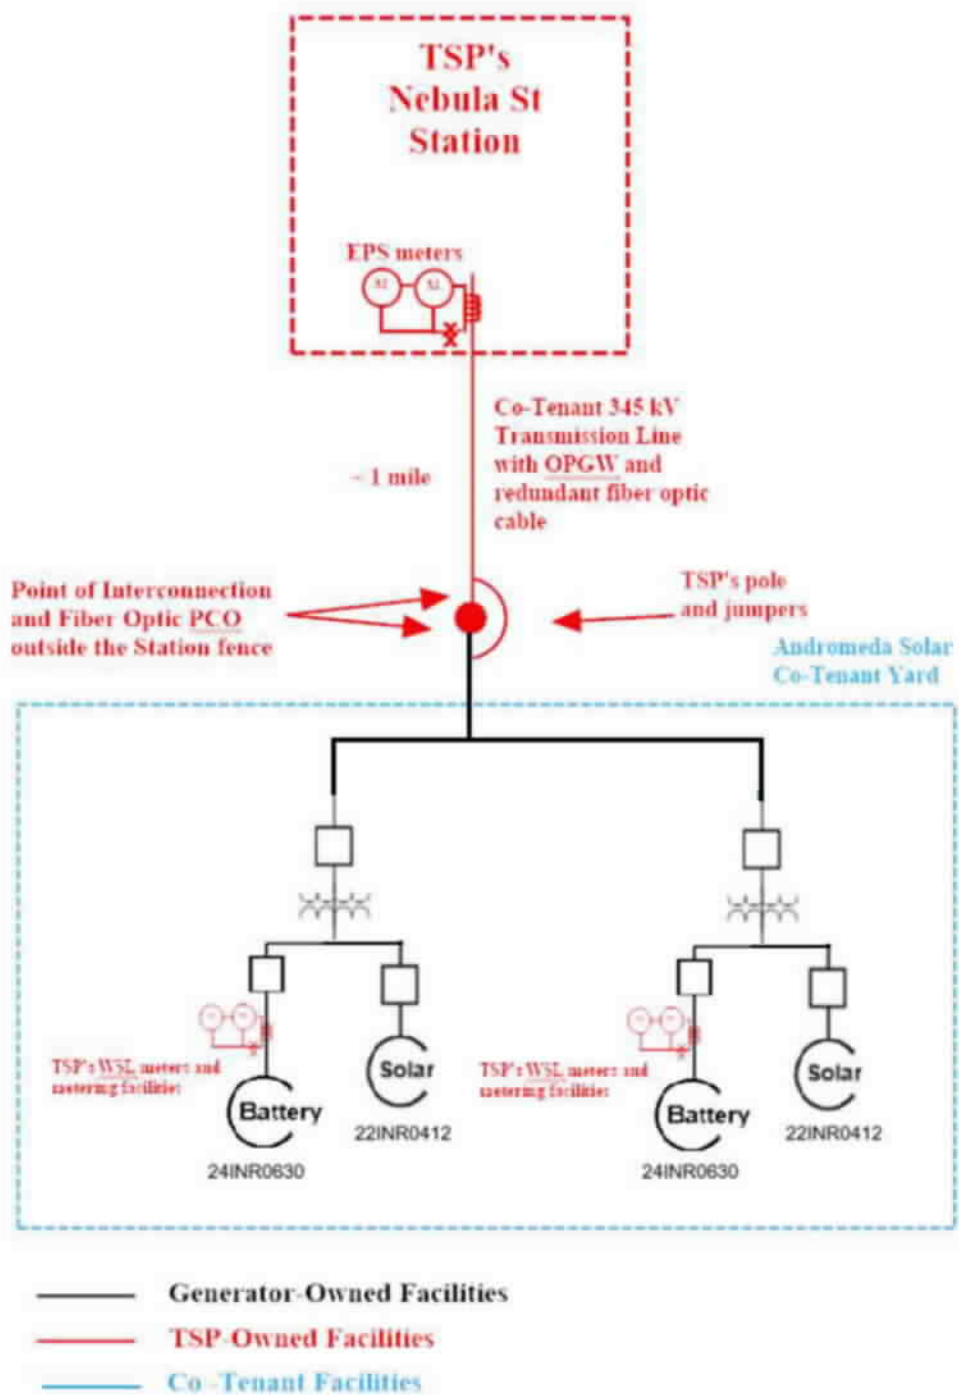 TSP's
Nebula St
Station
EPS meters
Co-Tenant 345 kV
Transmission Line
with OPGW and
redundant fiber optic
cable
~ 1 mile
Point of Interconnection
and Fiber Optic PCO
outside the Station fence
TSP's pole
and jumpers
Andromeda Solar
Co-Tenant Yard
TSP's WSL meters and
metering facilities
Battery
24INR0630
Solar
22INR0412
TSP's WSL meters and
metering facilities
Battery
24INR0630
Solar
22INR0412
Generator-Owned Facilities
TSP-Owned Facilities
Co-Tenant Facilities